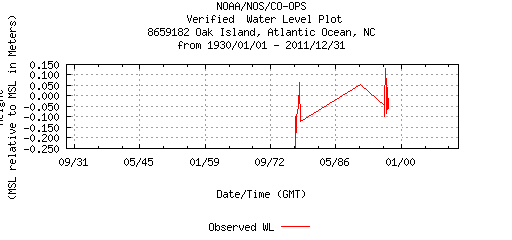 NOAA/NOS/CO-OPS
Verified Water Level Plot
8659182 Oak Island, Atlantic Ocean, NC
from 1930/01/01 - 2011/12/31
Height
(MSL relative to MSL in Meters)
0.150
0.100
0.050
0.000
-0.050
-0.100
-0.150
-0.200
-0.250
09/31 05/45 01/59 09/72 05/86 01/00
Date/Time (GMT)
Observed WL